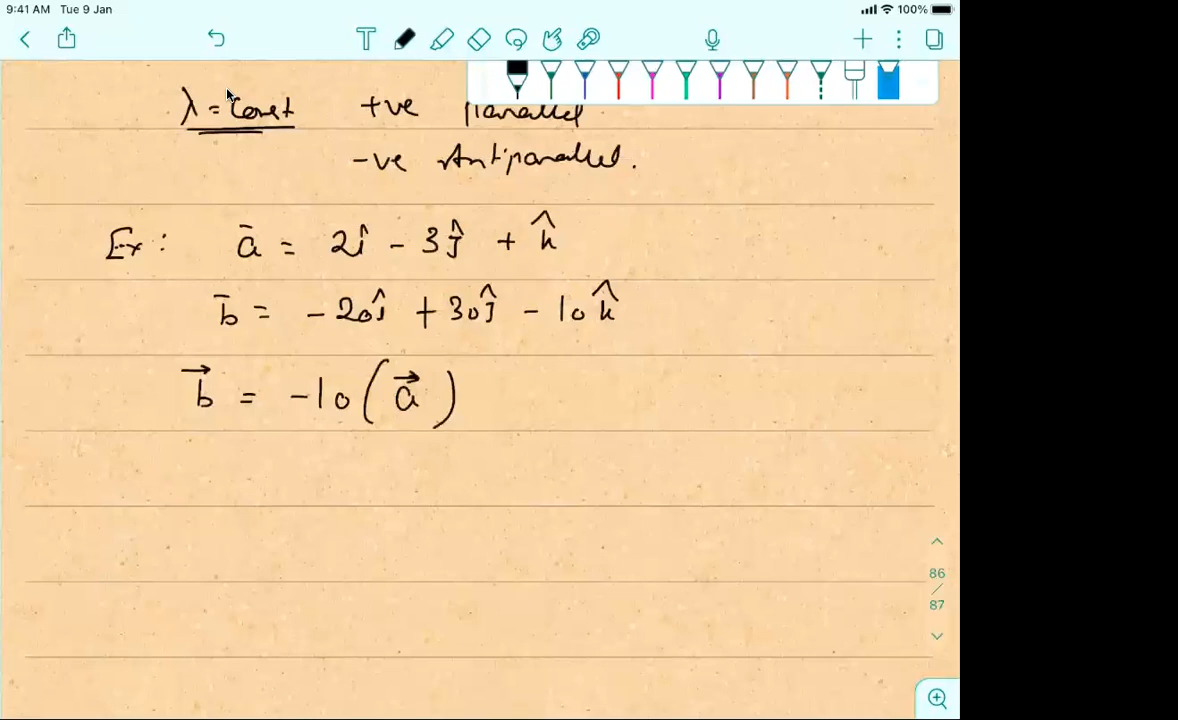 9:41 AM Tue 9 Jan 100%
λ = Const +ve parallel
-ve Antiparallel.
Ex : a̅ = 2î - 3ĵ + k̂
b̅ = - 20î + 30ĵ - 10k̂
b⃗ = -10(a⃗)
86
/
87